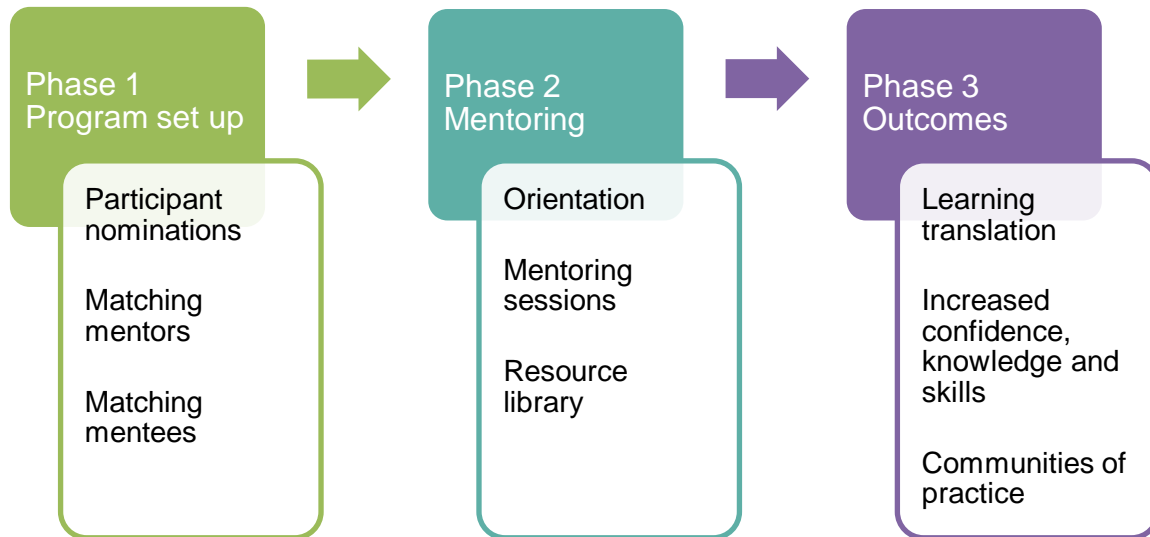 Phase 1
Program set up
Participant
nominations
Matching
mentors
Matching
mentees
Phase 2
Mentoring
Orientation
Mentoring
sessions
Resource
library
Phase 3
Outcomes
Learning
translation
Increased
confidence,
knowledge and
skills
Communities of
practice